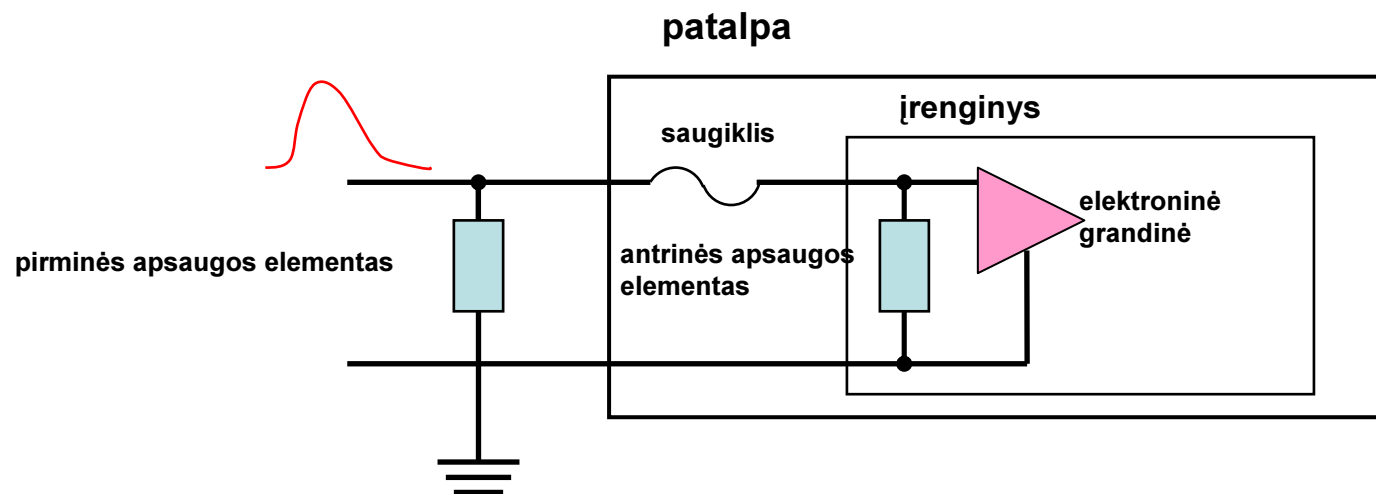 patalpa
įrenginys
saugiklis
elektroninė
grandinė
pirminės apsaugos elementas
antrinės apsaugos
elementas